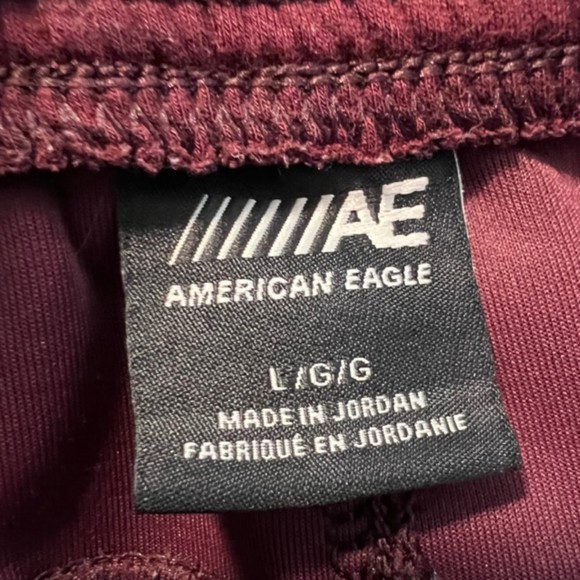 AE
AMERICAN EAGLE
L/G/G
MADE IN JORDAN
FABRIQUÉ EN JORDANIE